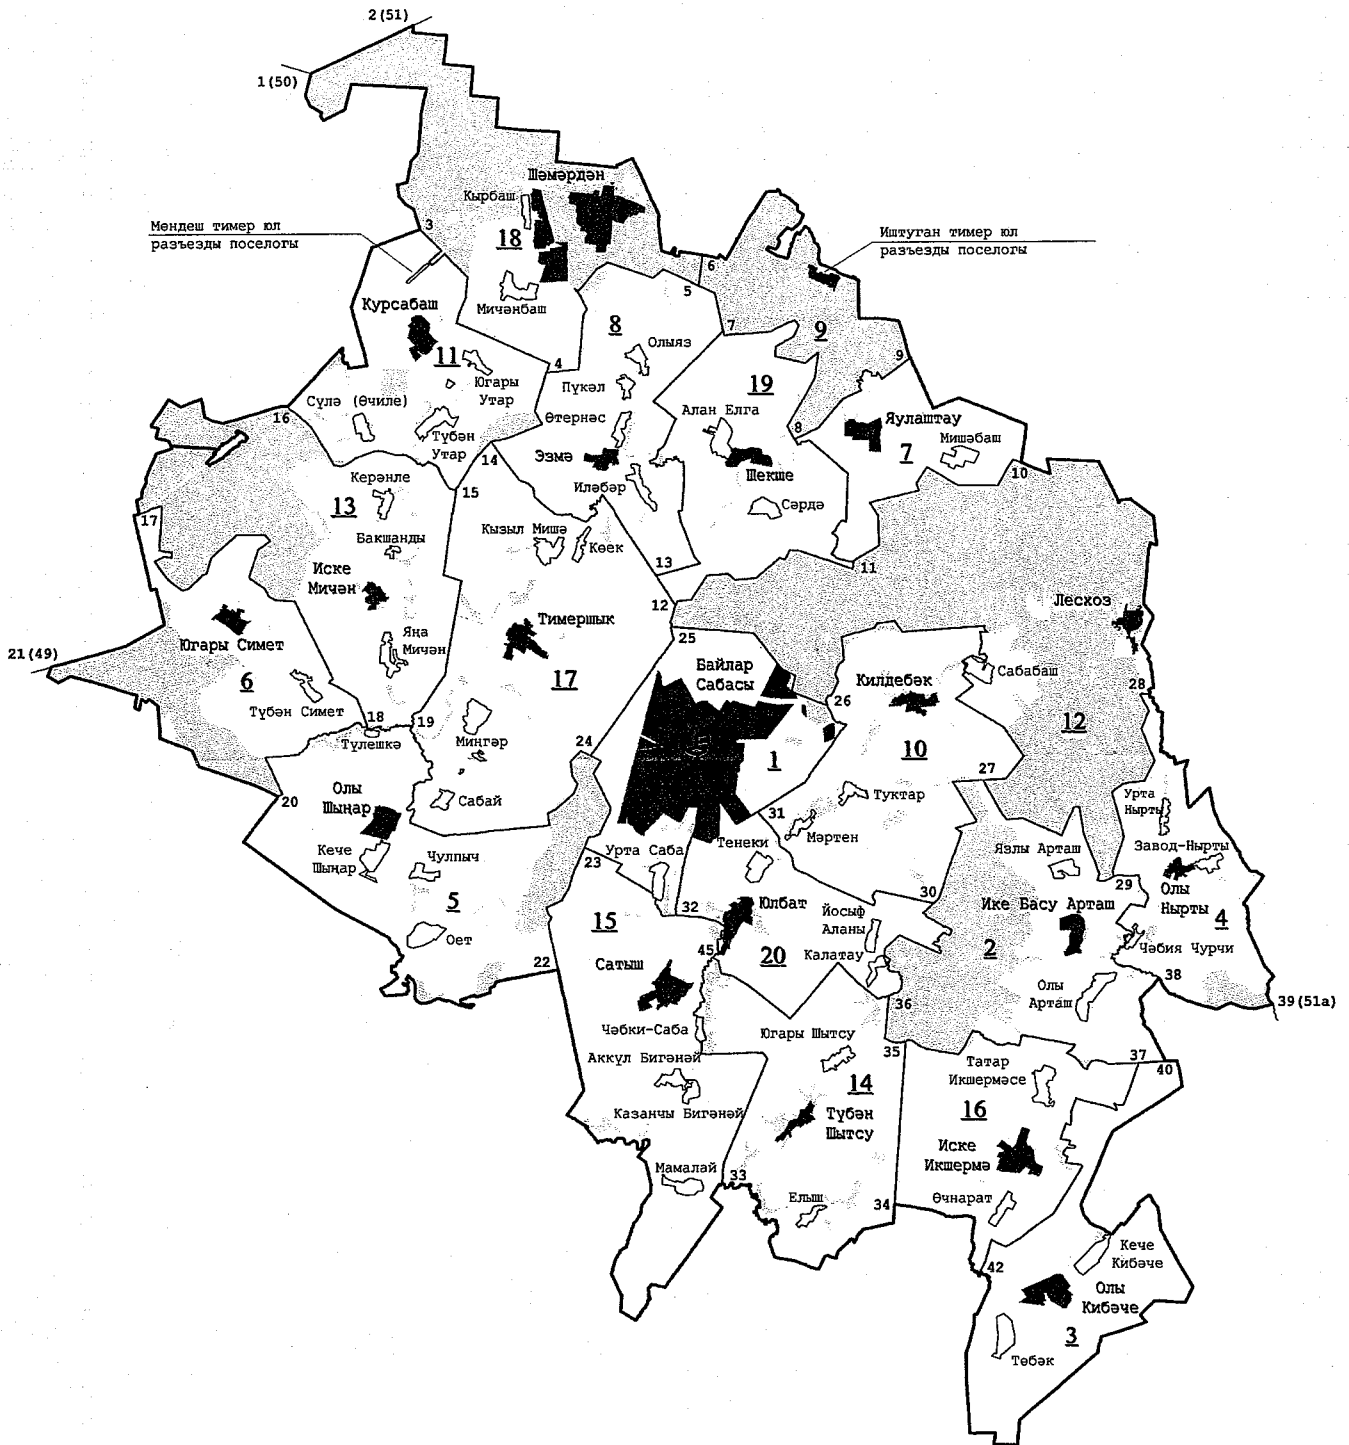 2 (51)
1 (50)
Шәмәрдән
Кырбаш
3
18
Мөндеш тимер юл
разъезды поселогы
Иштуган тимер юл
разъезды поселогы
6
5
Мичәнбаш
Курсабаш
8
7
9
9
11
4
Олыяз
19
Югары
Утар
Пүкәл
Сүлә (Өчиле)
16
Өтернәс
Алан Елга
8
Яулаштау
Түбән
Утар
14
Эзмә
Мишәбаш
7
Шекше
10
Керәнле
15
Иләбәр
Сәрдә
13
17
Кызыл Мишә
Көек
Бакшанды
13
11
Иске
Мичән
12
Лесхоз
Тимершык
25
Югары Симет
Яңа
Мичән
21 (49)
6
17
Байлар
Сабасы
Килдебәк
Сабабаш
28
Түбән Симет
26
12
18
19
Түлешкә
Миңгәр
24
1
10
27
20
Олы
Шыңар
Сабай
Туктар
31
Урта
Нырты
Мәртен
Кече
Шыңар
Чулпыч
23
Урта Саба
Тенеки
Язлы Арташ
Завод-Нырты
5
30
29
Олы
Нырты
15
32
Юлбат
Йосыф
Аланы
Ике Басу Арташ
4
Оет
45
20
Калатау
2
Чәбия Чурчи
22
Сатыш
38
Олы
Арташ
39 (51а)
36
Чәбки-Саба
Югары Шытсу
35
Аккүл Бигәнәй
Татар
Икшермәсе
37
40
14
Казанчы Бигәнәй
Түбән
Шытсу
16
Иске
Икшермә
Мамалай
33
Елыш
34
Өчнарат
Кече
Кибәче
42
Олы
Кибәче
3
Төбәк